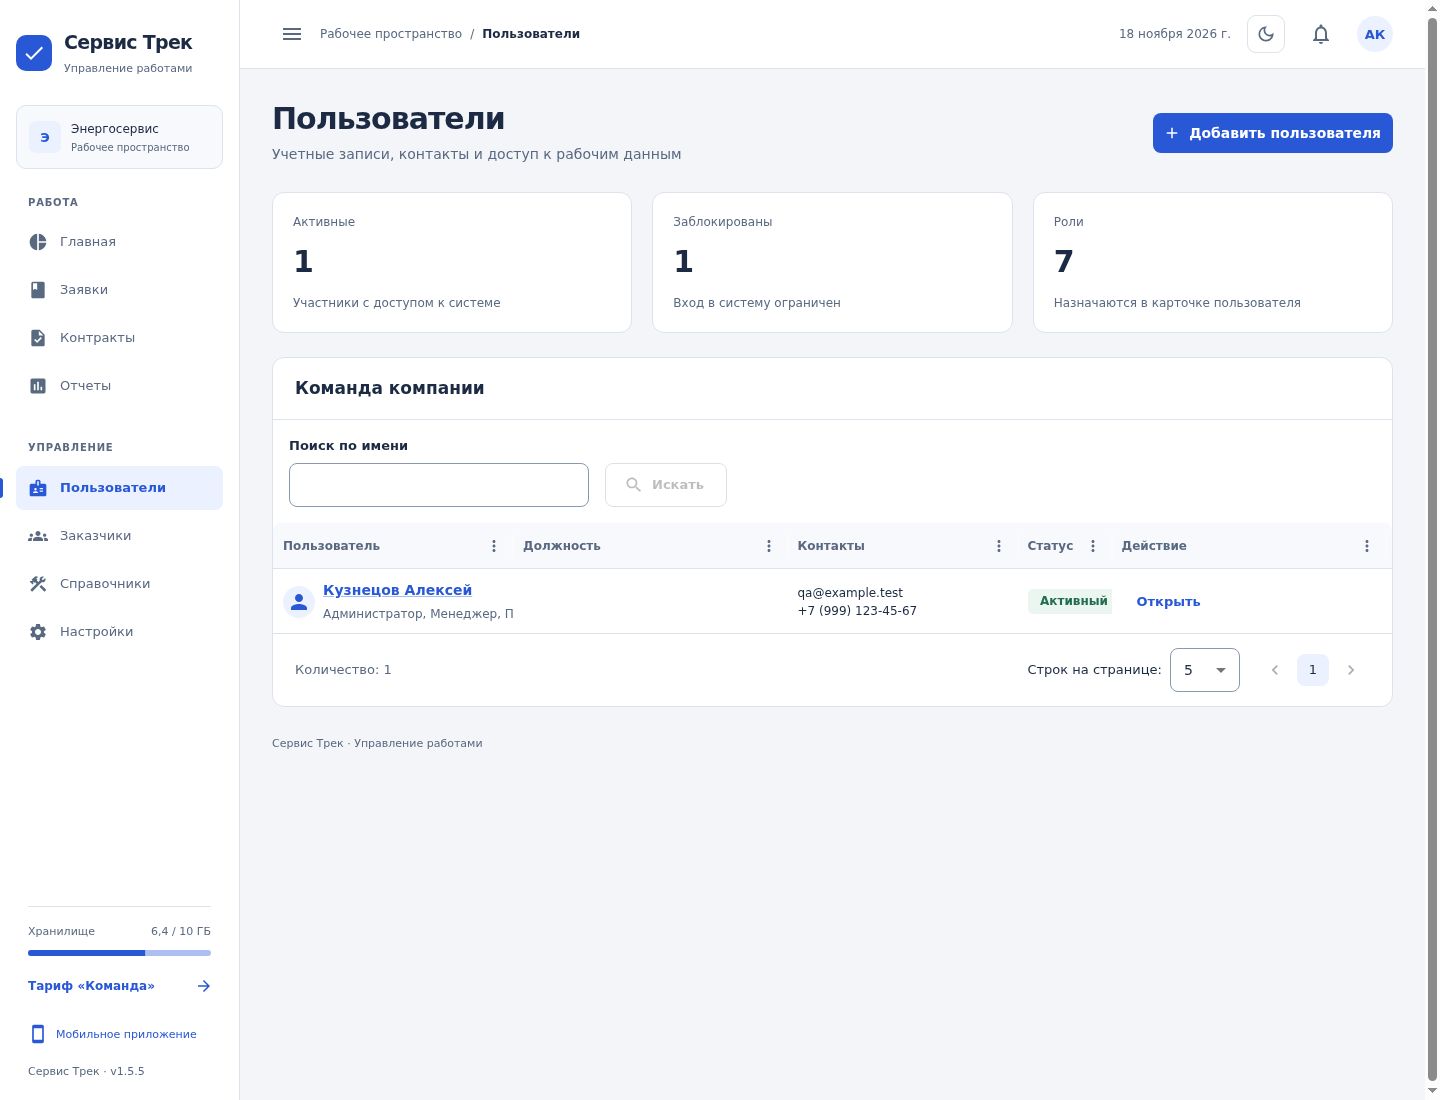 Сервис Трек
Управление работами
Э
Энергосервис
Рабочее пространство
РАБОТА
Главная
Заявки
Контракты
Отчеты
УПРАВЛЕНИЕ
Пользователи
Заказчики
Справочники
Настройки
Хранилище 6,4 / 10 ГБ
Тариф «Команда»
Мобильное приложение
Сервис Трек · v1.5.5
Рабочее пространство / Пользователи
18 ноября 2026 г.
АК
Пользователи
Учетные записи, контакты и доступ к рабочим данным
Добавить пользователя
Активные
1
Участники с доступом к системе
Заблокированы
1
Вход в систему ограничен
Роли
7
Назначаются в карточке пользователя
Команда компании
Поиск по имени
Искать
Пользователь Должность Контакты Статус Действие
Кузнецов Алексей
Администратор, Менеджер, П
qa@example.test
+7 (999) 123-45-67
Активный
Открыть
Количество: 1
Строк на странице: 5
1
Сервис Трек · Управление работами